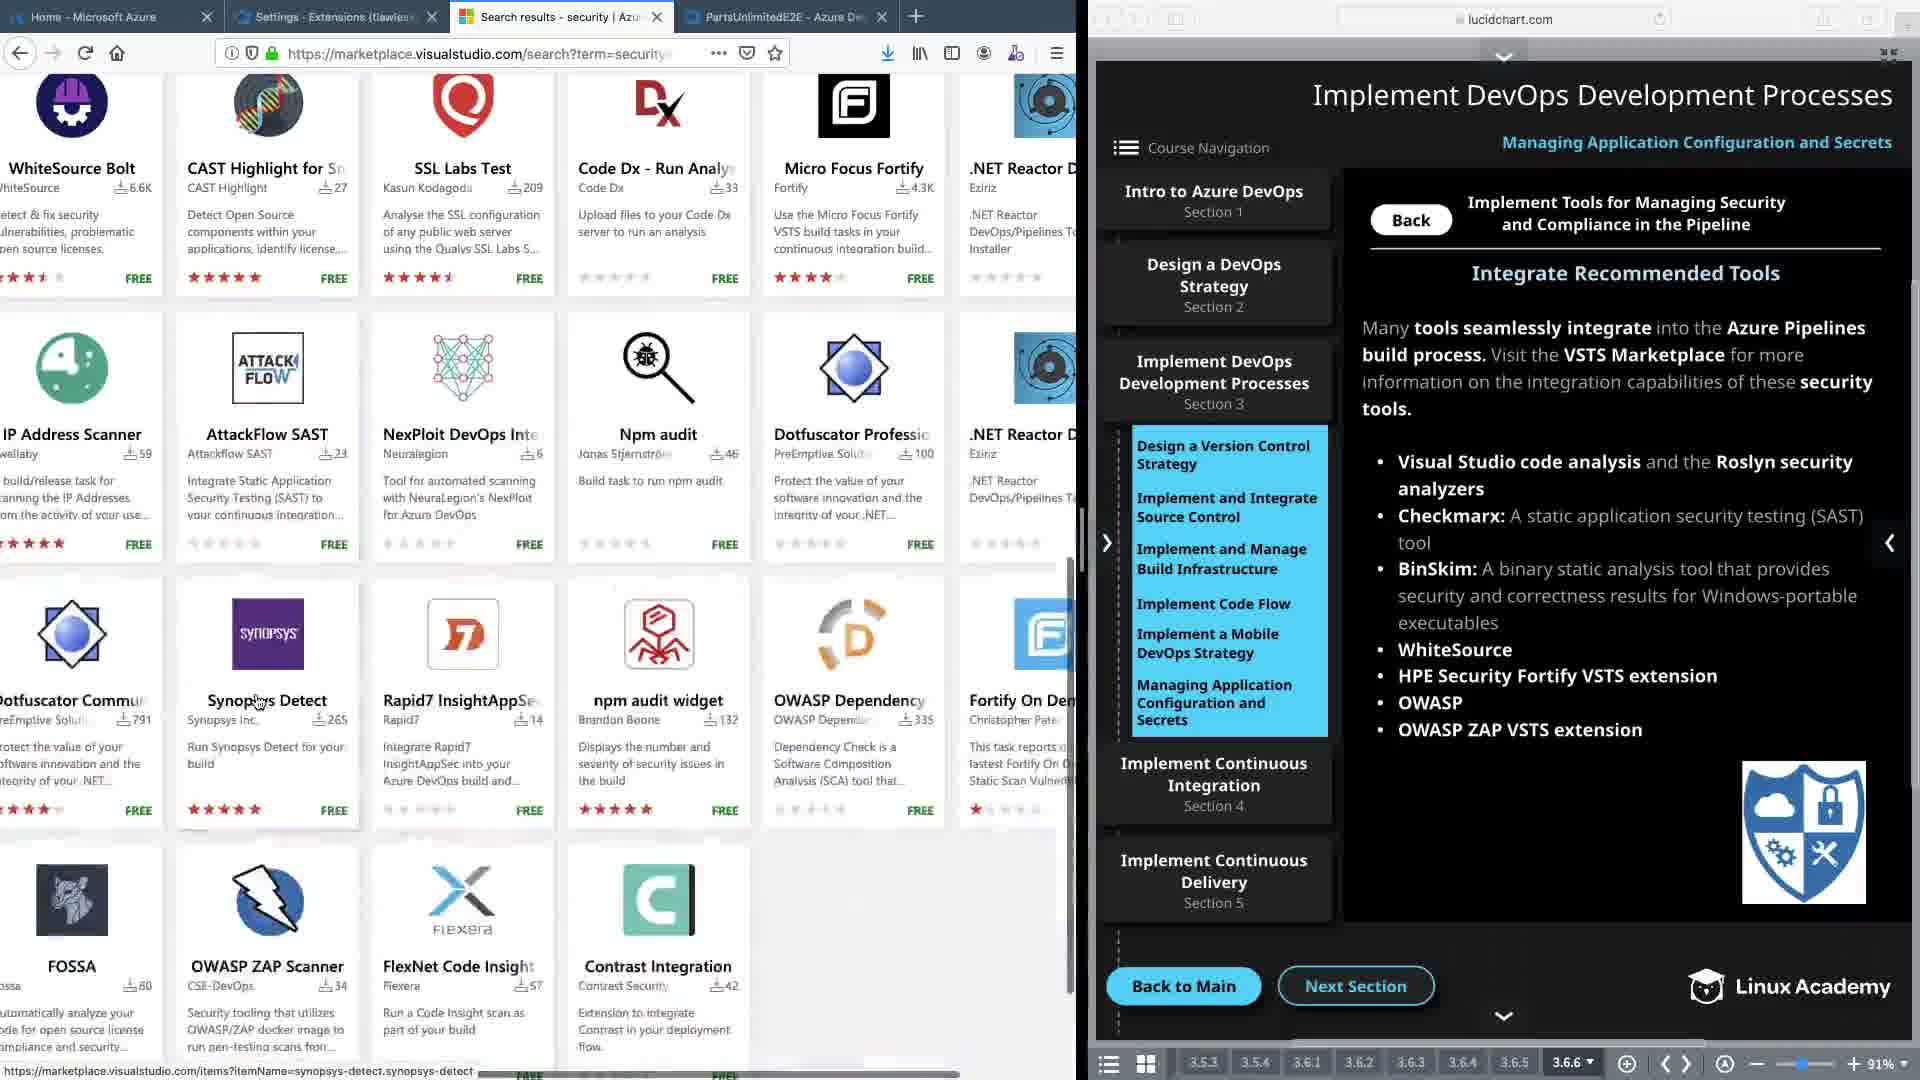 Home - Microsoft Azure
Settings - Extensions (tlawless
Search results - security | Azur
PartsUnlimitedE2E - Azure De
https://marketplace.visualstudio.com/search?term=security
WhiteSource Bolt
CAST Highlight for
SSL Labs Test
Code Dx - Run Analy
Micro Focus Fortify
.NET Reactor D
WhiteSource 6.6K
CAST Highlight 27
Kasun Kodagoda 209
Code Dx 33
Fortify 4.3K
Eziriz
etect & fix security
ulnerabilities, problematic
pen source licenses.
Detect Open Source
components within your
applications, identify license...
Analyse the SSL configuration
of any public web server
using the Qualys SSL Labs S...
Upload files to your Code Dx
server to run an analysis
Use the Micro Focus Fortify
VSTS build tasks in your
continuous integration build...
.NET Reactor
DevOps/Pipelines Ta
Installer
FREE
FREE
FREE
FREE
FREE
ATTACK FLOW
IP Address Scanner
AttackFlow SAST
NexPloit DevOps Inte
Npm audit
Dotfuscator Professio
.NET Reactor D
wellaby 59
Attackflow SAST 23
Neuralegion 6
Jonas Stjernström 46
PreEmptive Soluti 100
Eziriz
build/release task for
canning the IP Addresses
om the activity of your use...
Integrate Static Application
Security Testing (SAST) to
your continuous integration...
Tool for automated scanning
with NeuraLegion's NexPloit
for Azure DevOps
Build task to run npm audit.
Protect the value of your
software innovation and the
integrity of your .NET...
.NET Reactor
DevOps/Pipelines Ta
FREE
FREE
FREE
FREE
FREE
SYNOPSYS
Dotfuscator Commu
Synopsys Detect
Rapid7 InsightAppSe
npm audit widget
OWASP Dependency
Fortify On Dem
reEmptive Soluti 791
Synopsys Inc. 265
Rapid7 14
Brandon Boone 132
OWASP Depende 335
Christopher Pate
rotect the value of your
oftware innovation and the
tegrity of your .NET...
Run Synopsys Detect for your
build
Integrate Rapid7
InsightAppSec into your
Azure DevOps build and...
Displays the number and
severity of security issues in
the build
Dependency Check is a
Software Composition
Analysis (SCA) tool that...
This task reports
lastest Fortify On D
Static Scan Vulner
FREE
FREE
FREE
FREE
FREE
FLEXERA
FOSSA
OWASP ZAP Scanner
FlexNet Code Insight
Contrast Integration
ossa 80
CSE-DevOps 34
Flexera 57
Contrast Security 42
utomatically analyze your
ode for open source license
ompliance and security...
Security tooling that utilizes
OWASP/ZAP docker image to
run pen-testing scans from...
Run a Code Insight scan as
part of your build
Extension to integrate
Contrast in your deployment
flow.
https://marketplace.visualstudio.com/items?itemName=synopsys-detect.synopsys-detect
lucidchart.com
Implement DevOps Development Processes
Course Navigation
Managing Application Configuration and Secrets
Intro to Azure DevOps
Section 1
Design a DevOps
Strategy
Section 2
Implement DevOps
Development Processes
Section 3
Design a Version Control
Strategy
Implement and Integrate
Source Control
Implement and Manage
Build Infrastructure
Implement Code Flow
Implement a Mobile
DevOps Strategy
Managing Application
Configuration and
Secrets
Implement Continuous
Integration
Section 4
Implement Continuous
Delivery
Section 5
Back
Implement Tools for Managing Security
and Compliance in the Pipeline
Integrate Recommended Tools
Many tools seamlessly integrate into the Azure Pipelines
build process. Visit the VSTS Marketplace for more
information on the integration capabilities of these security
tools.
• Visual Studio code analysis and the Roslyn security
analyzers
• Checkmarx: A static application security testing (SAST)
tool
• BinSkim: A binary static analysis tool that provides
security and correctness results for Windows-portable
executables
• WhiteSource
• HPE Security Fortify VSTS extension
• OWASP
• OWASP ZAP VSTS extension
Back to Main
Next Section
Linux Academy
3.5.3
3.5.4
3.6.1
3.6.2
3.6.3
3.6.4
3.6.5
3.6.6
91%